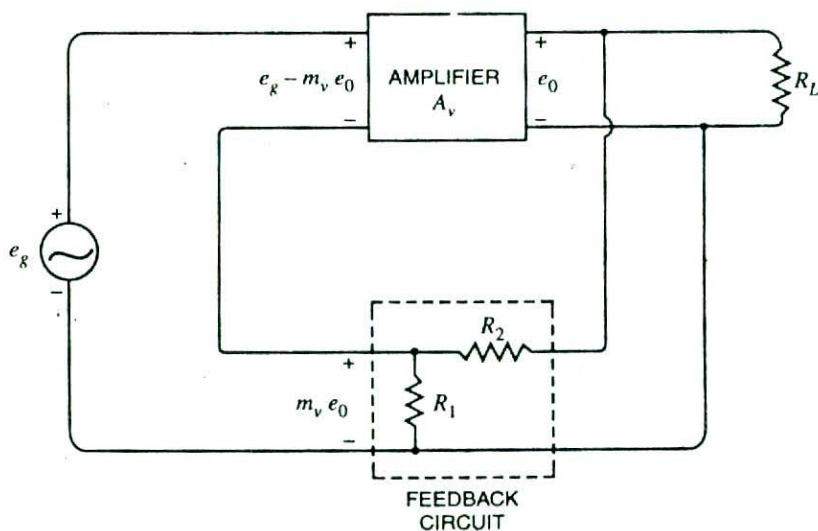 +
+
e_g − m_v e_0
AMPLIFIER
A_v
e_0
R_L
−
−
+
e_g
−
R_2
+
m_v e_0
R_1
−
FEEDBACK
CIRCUIT